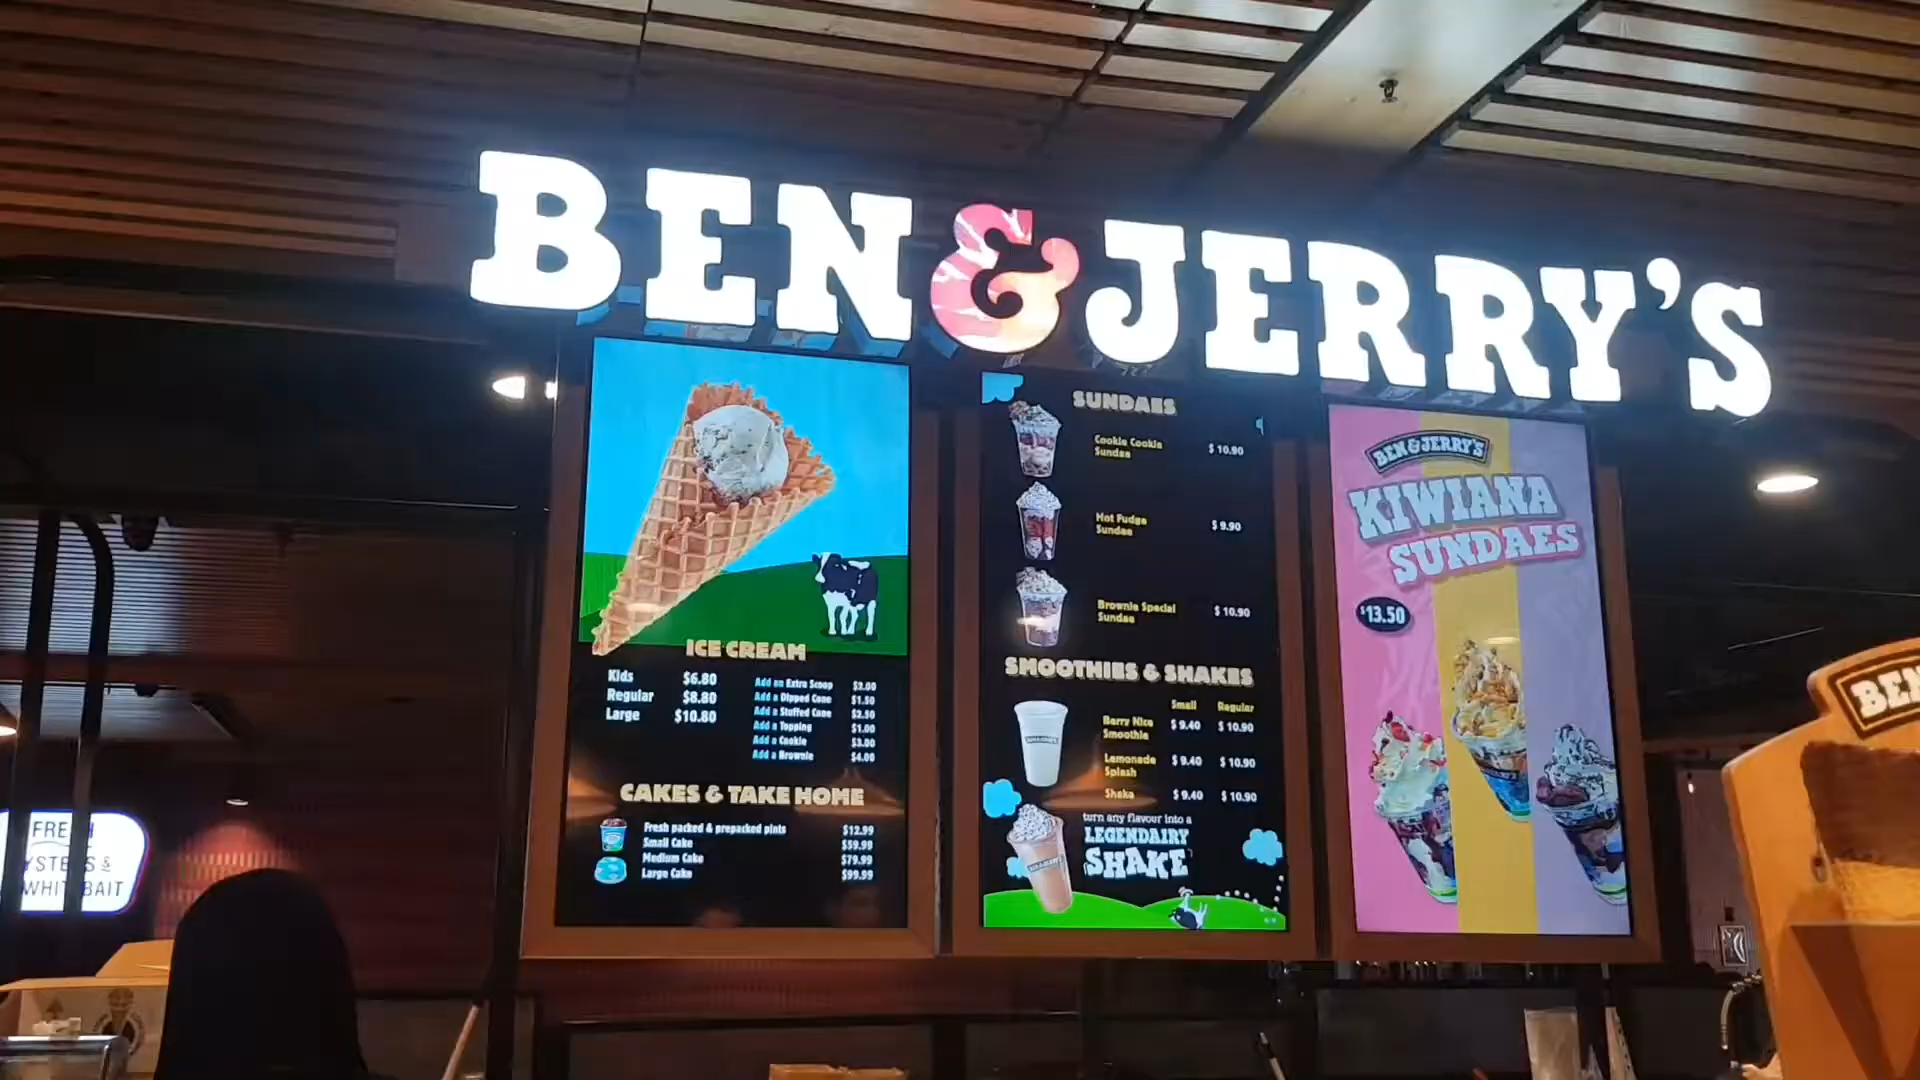 BEN & JERRY'S
ICE CREAM
Kids $6.80
Regular $8.80
Large $10.80
Add an Extra Scoop $2.00
Add a Dipped Cone $1.50
Add a Stuffed Cone $2.50
Add a Topping $1.00
Add a Cookie $3.00
Add a Brownie $4.00
CAKES & TAKE HOME
Fresh packed & prepacked pints $12.99
Small Cake $59.99
Medium Cake $79.99
Large Cake $99.99
SUNDAES
Cookie Cookie
Sundae $10.90
Hot Fudge
Sundae $9.90
Brownie Special
Sundae $10.90
SMOOTHIES & SHAKES
Small Regular
Berry Nice
Smoothie $9.40 $10.90
Lemonade
Splash $9.40 $10.90
Shake $9.40 $10.90
turn any flavour into a
LEGENDAIRY
SHAKE
BEN & JERRY'S
KIWIANA
SUNDAES
$13.50
FRESH
YSTERS &
WHITEBAIT
BEN